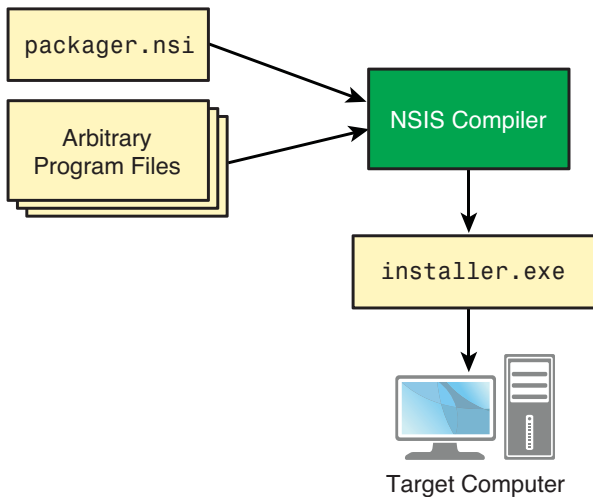 packager.nsi
Arbitrary
Program Files
NSIS Compiler
installer.exe
Target Computer